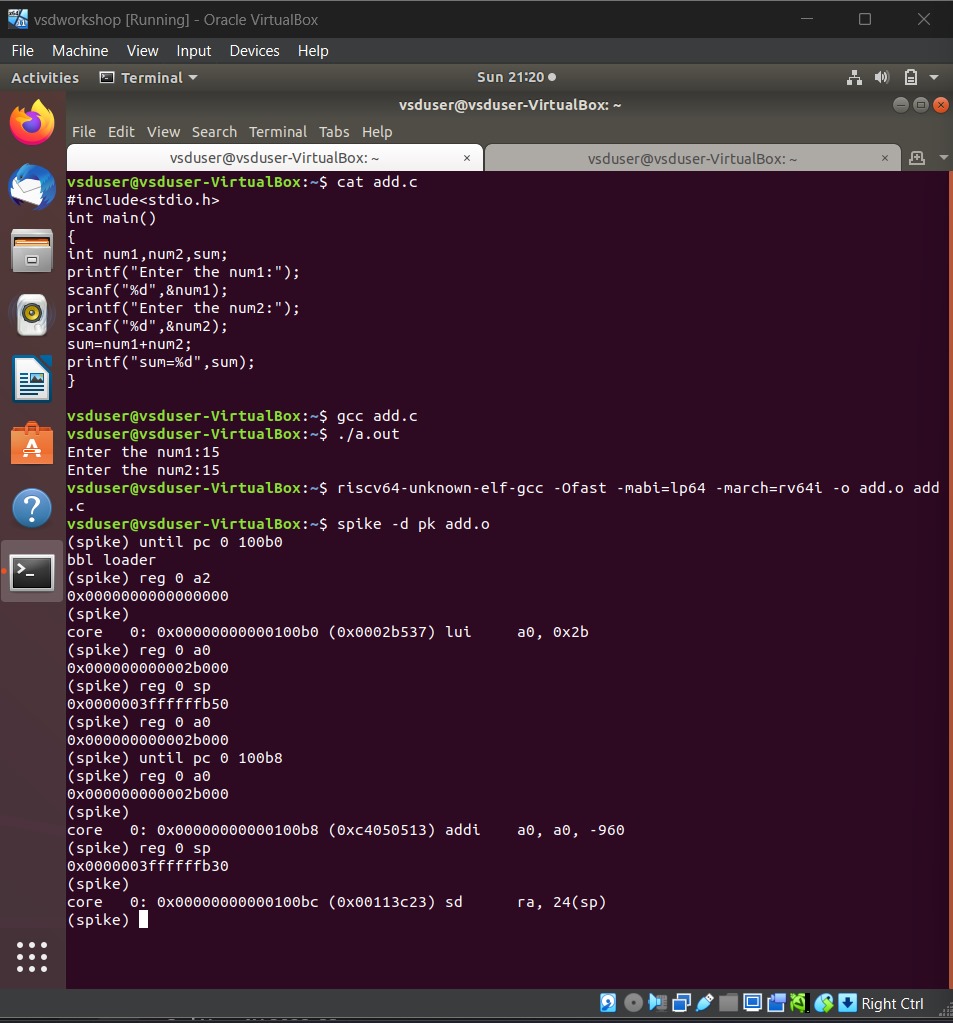 vsdworkshop [Running] - Oracle VirtualBox
File Machine View Input Devices Help
Activities Terminal Sun 21:20
vsduser@vsduser-VirtualBox: ~
File Edit View Search Terminal Tabs Help
vsduser@vsduser-VirtualBox: ~ × vsduser@vsduser-VirtualBox: ~ ×
vsduser@vsduser-VirtualBox:~$ cat add.c
#include<stdio.h>
int main()
{
int num1,num2,sum;
printf("Enter the num1:");
scanf("%d",&num1);
printf("Enter the num2:");
scanf("%d",&num2);
sum=num1+num2;
printf("sum=%d",sum);
}
vsduser@vsduser-VirtualBox:~$ gcc add.c
vsduser@vsduser-VirtualBox:~$ ./a.out
Enter the num1:15
Enter the num2:15
vsduser@vsduser-VirtualBox:~$ riscv64-unknown-elf-gcc -Ofast -mabi=lp64 -march=rv64i -o add.o add
.c
vsduser@vsduser-VirtualBox:~$ spike -d pk add.o
(spike) until pc 0 100b0
bbl loader
(spike) reg 0 a2
0x0000000000000000
(spike)
core   0: 0x00000000000100b0 (0x0002b537) lui     a0, 0x2b
(spike) reg 0 a0
0x000000000002b000
(spike) reg 0 sp
0x0000003ffffffb50
(spike) reg 0 a0
0x000000000002b000
(spike) until pc 0 100b8
(spike) reg 0 a0
0x000000000002b000
(spike)
core   0: 0x00000000000100b8 (0xc4050513) addi    a0, a0, -960
(spike) reg 0 sp
0x0000003ffffffb30
(spike)
core   0: 0x00000000000100bc (0x00113c23) sd      ra, 24(sp)
(spike)
Right Ctrl